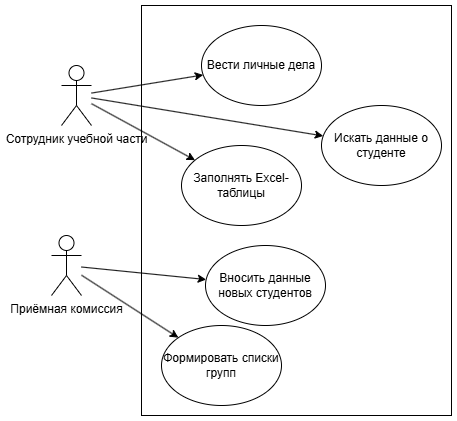 Вести личные дела
Сотрудник учебной части
Искать данные о
студенте
Заполнять Excel-
таблицы
Приёмная комиссия
Вносить данные
новых студентов
Формировать списки
групп